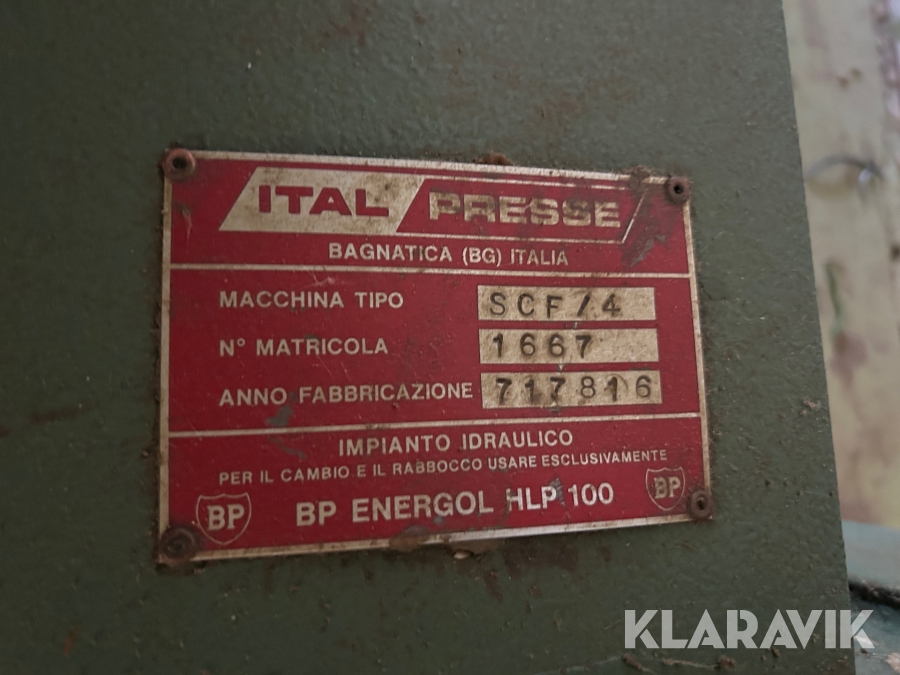 ITAL PRESSE
BAGNATICA (BG) ITALIA
MACCHINA TIPO SCF/4
N° MATRICOLA 1667
ANNO FABBRICAZIONE 717816
IMPIANTO IDRAULICO
PER IL CAMBIO E IL RABBOCCO USARE ESCLUSIVAMENTE
BP BP ENERGOL HLP 100 BP
KLARAVIK